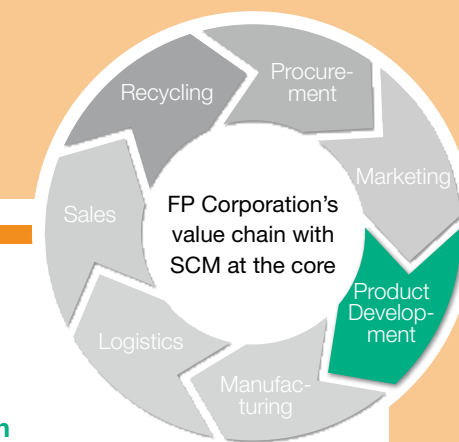 Procure-
ment
Recycling
Marketing
Sales
FP Corporation's
value chain with
SCM at the core
Product
Develop-
ment
Logistics
Manufac-
turing
n